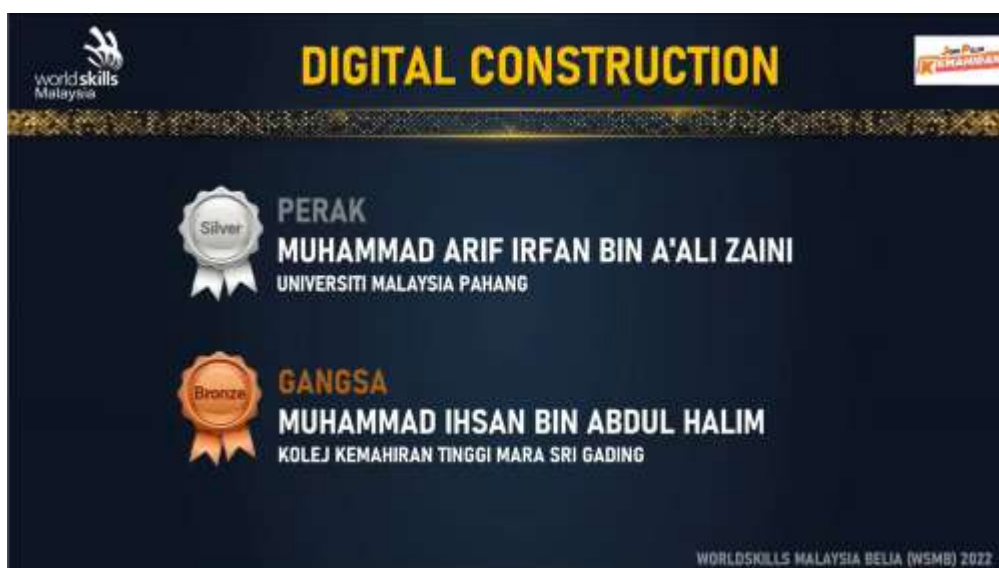 worldskills
Malaysia
DIGITAL CONSTRUCTION
KEMAHIRAN
Silver
PERAK
MUHAMMAD ARIF IRFAN BIN A'ALI ZAINI
UNIVERSITI MALAYSIA PAHANG
Bronze
GANGSA
MUHAMMAD IHSAN BIN ABDUL HALIM
KOLEJ KEMAHIRAN TINGGI MARA SRI GADING
WORLDSKILLS MALAYSIA BELIA (WSMB) 2022